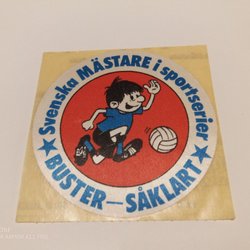 Svenska MÄSTARE i sportserier
BUSTER–SÅKLART